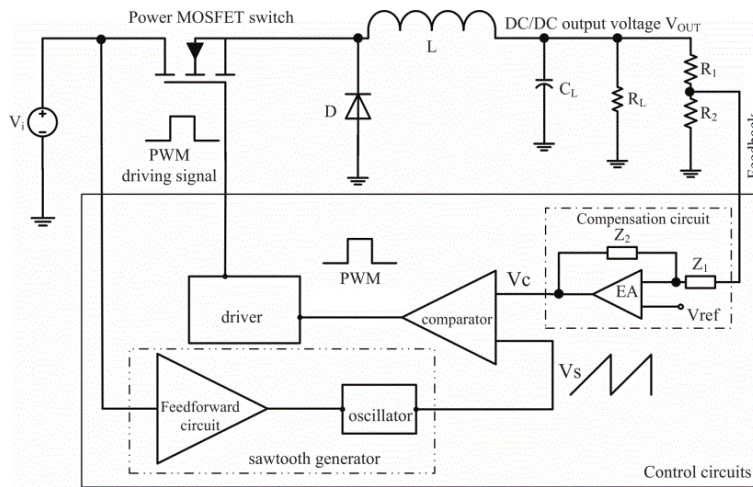 Power MOSFET switch
DC/DC output voltage VOUT
L
R1
CL
RL
R2
D
Vi
PWM
driving signal
Feedback
Compensation circuit
Z2
Z1
EA
Vref
PWM
Vc
driver
comparator
Vs
Feedforward
circuit
oscillator
sawtooth generator
Control circuits